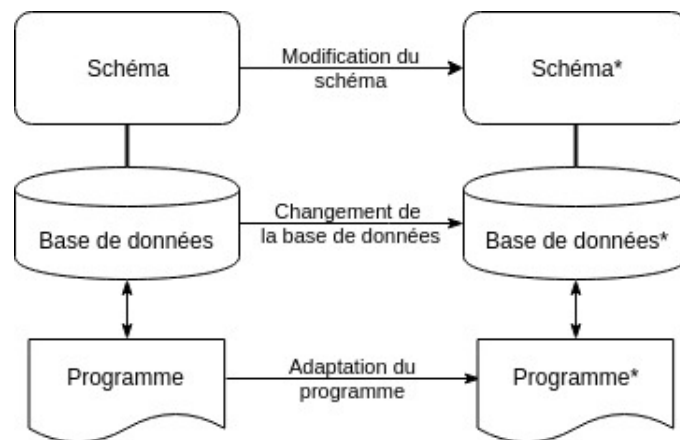 Schéma
Modification du
schéma
Schéma*
Base de données
Changement de
la base de données
Base de données*
Programme
Adaptation du
programme
Programme*